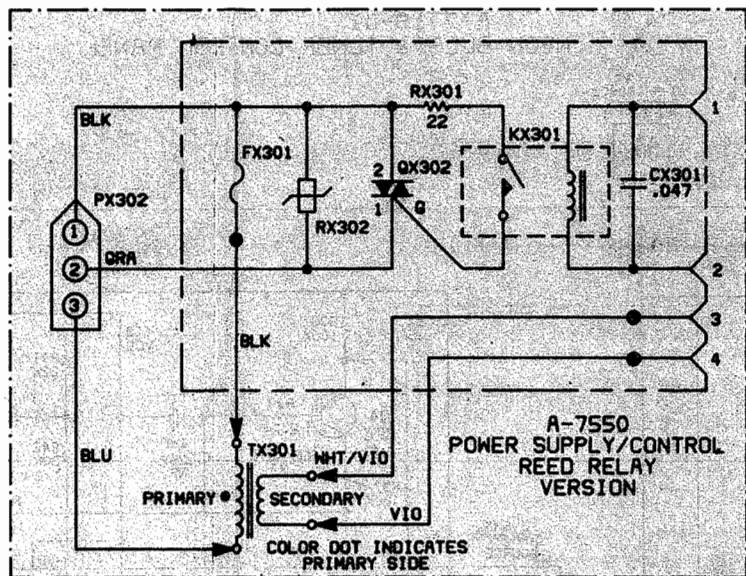 RX301
22
1
BLK
FX301
KX301
2
QX302
CX301
.047
PX302
1
G
RX302
1
2
GRA
2
3
3
BLK
4
BLU
A-7550
POWER SUPPLY/CONTROL
REED RELAY
VERSION
TX301
WHT/VIO
PRIMARY
SECONDARY
VIO
COLOR DOT INDICATES
PRIMARY SIDE